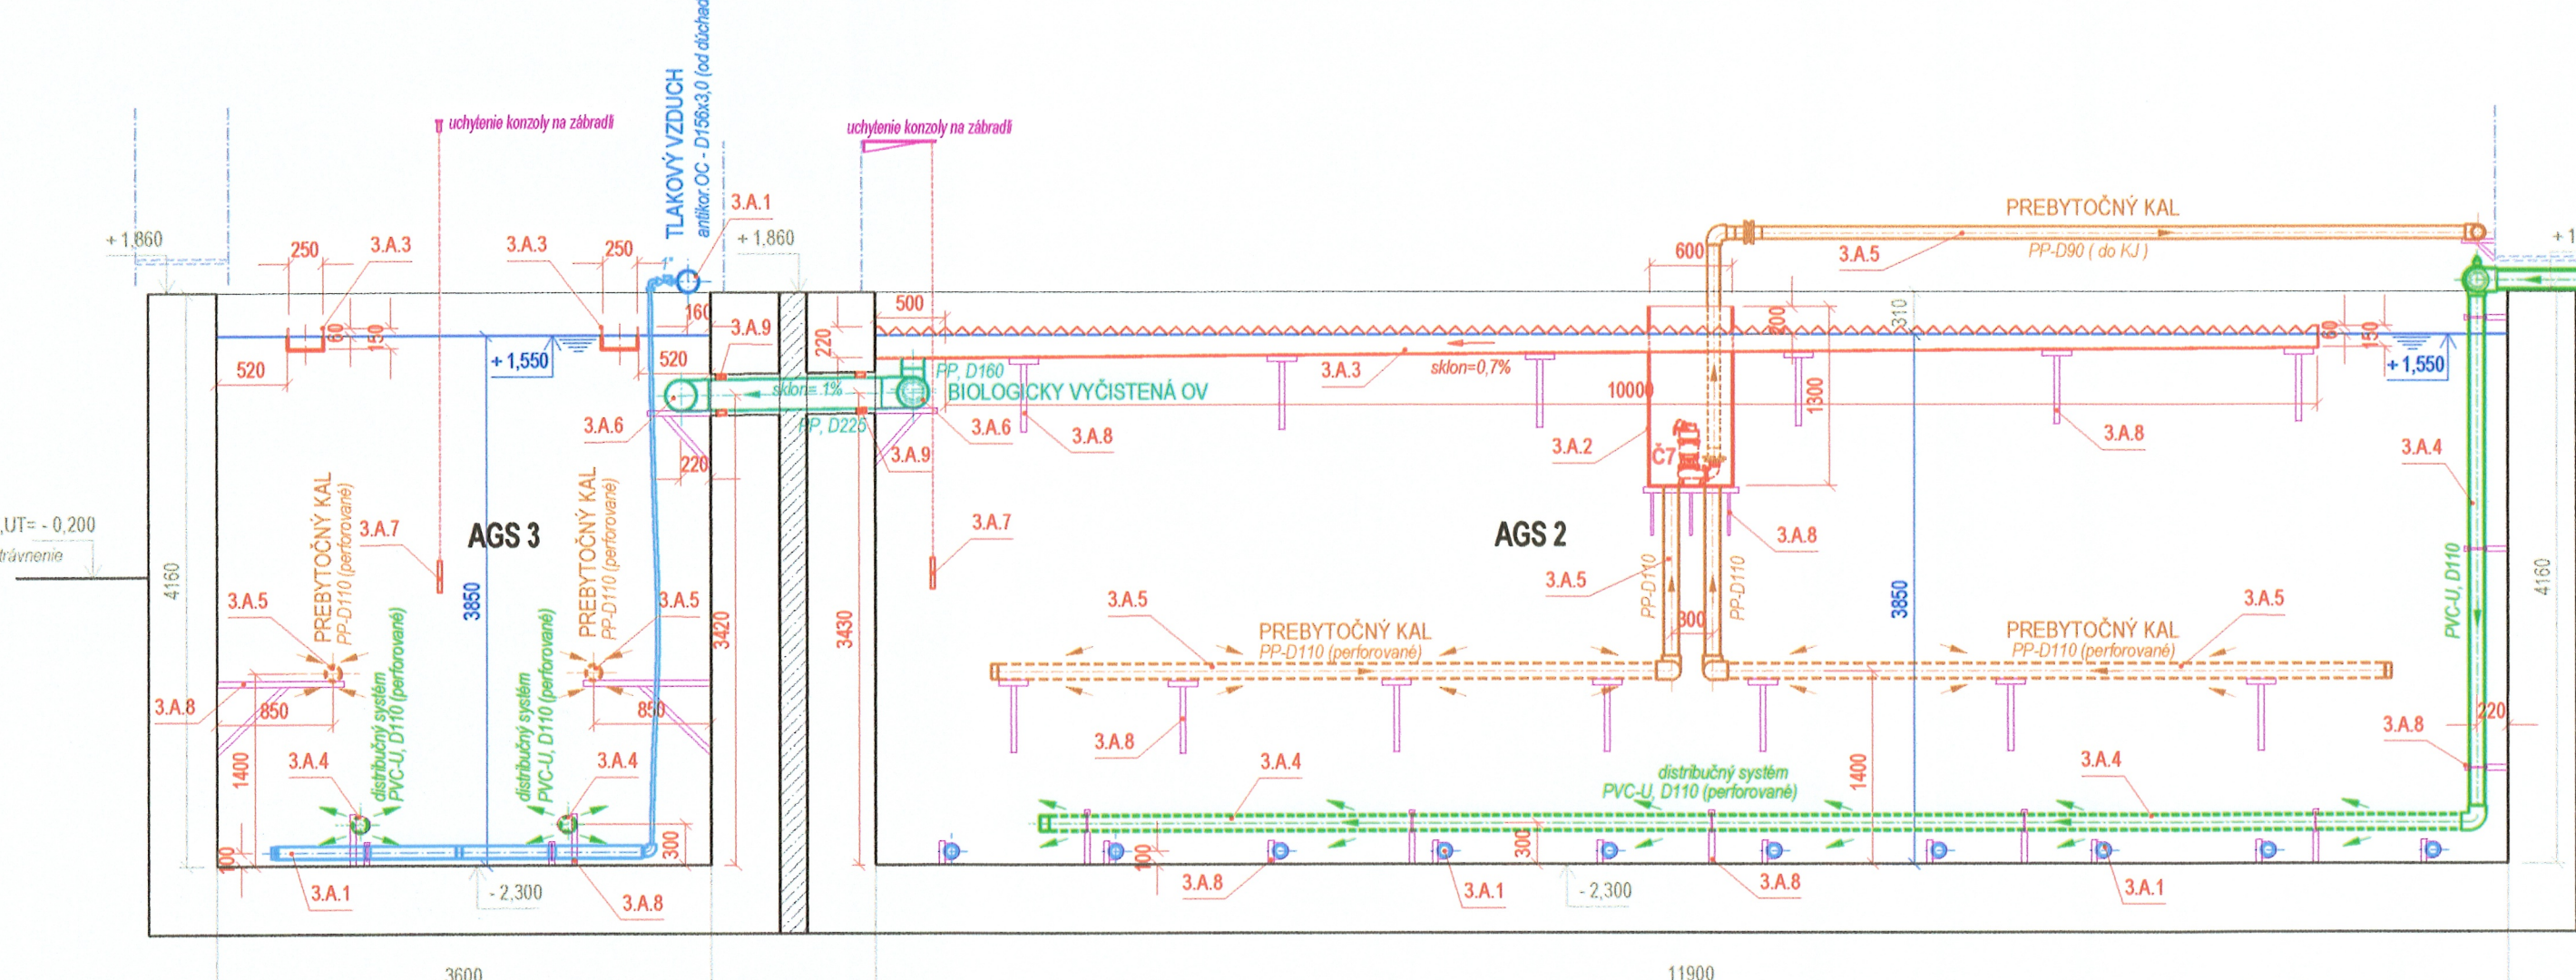 TLAKOVÝ VZDUCH
antikor.OC - D156x3,0 (od dúchad
uchytenie konzoly na zábradlí
uchytenie konzoly na zábradlí
3.A.1
+ 1,860
+ 1,860
+ 1
250
3.A.3
3.A.3
250
160
3.A.9
500
600
PREBYTOČNÝ KAL
3.A.5
PP-D90 ( do KJ )
60
150
+ 1,550
520
520
220
200
310
60
150
+ 1,550
PP, D160
sklon= 1%
BIOLOGICKY VYČISTENÁ OV
PP, D225
3.A.3
sklon=0,7%
10000
1300
3.A.6
3.A.6
3.A.8
3.A.2
Č7
3.A.8
3.A.4
220
3.A.9
PREBYTOČNÝ KAL
PP-D110 (perforované)
PREBYTOČNÝ KAL
PP-D110 (perforované)
,UT= - 0,200
trávnenie
3.A.7
AGS 3
3.A.7
AGS 2
3.A.8
4160
3850
3.A.5
PP-D110
PP-D110
3850
PVC-U, D110
4160
3.A.5
3.A.5
3420
3430
3.A.5
300
3.A.5
PREBYTOČNÝ KAL
PP-D110 (perforované)
PREBYTOČNÝ KAL
PP-D110 (perforované)
3.A.8
850
850
distribučný systém
PVC-U, D110 (perforované)
distribučný systém
PVC-U, D110 (perforované)
3.A.8
220
3.A.8
1400
3.A.4
3.A.4
3.A.4
distribučný systém
PVC-U, D110 (perforované)
1400
3.A.4
100
300
100
300
3.A.1
- 2,300
3.A.8
3.A.8
3.A.1
- 2,300
3.A.8
3.A.1
3600
11900